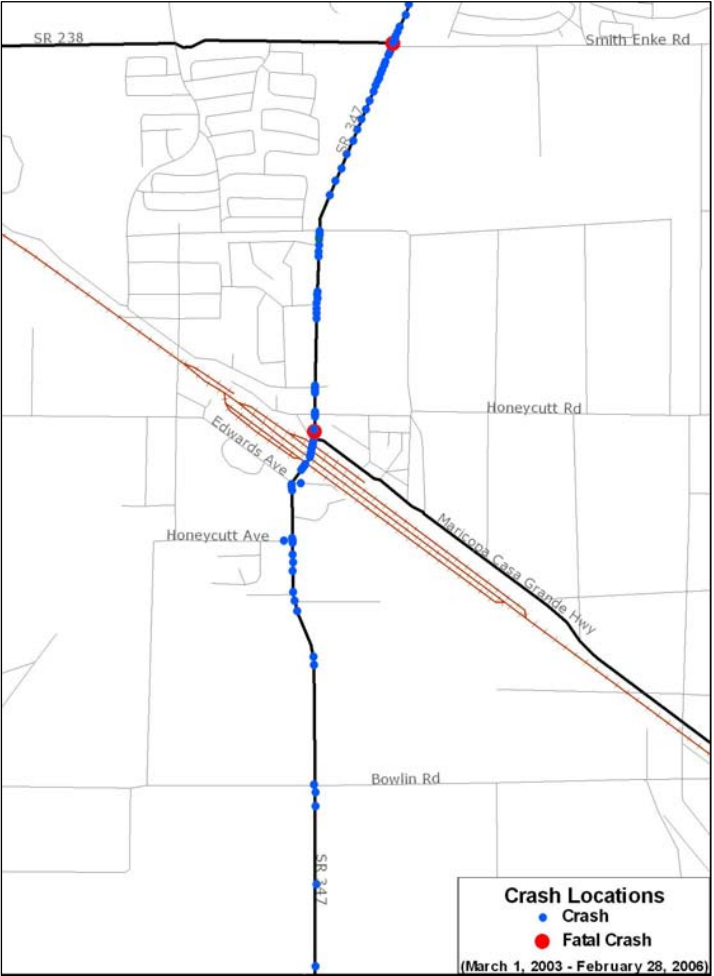 SR 238
Smith Enke Rd
SR 347
Honeycutt Rd
Edwards Ave
Maricopa Casa Grande Hwy
Honeycutt Ave
Bowlin Rd
SR 347
Crash Locations
Crash
Fatal Crash
(March 1, 2003 - February 28, 2006)